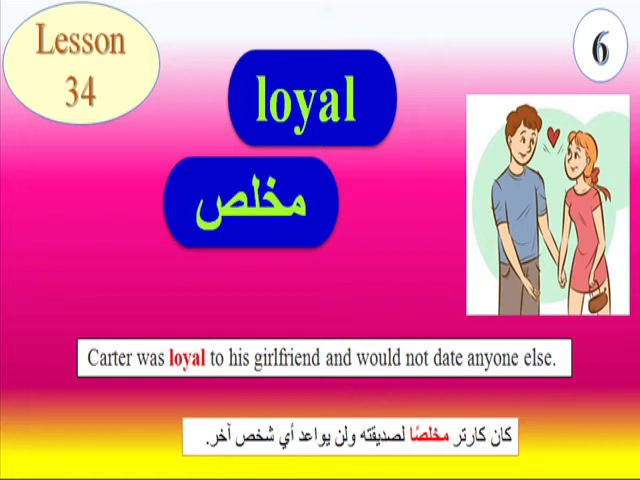 Lesson
34
6
loyal
مخلص
Carter was loyal to his girlfriend and would not date anyone else.
كان كارتر مخلصًا لصديقته ولن يواعد أي شخص آخر.